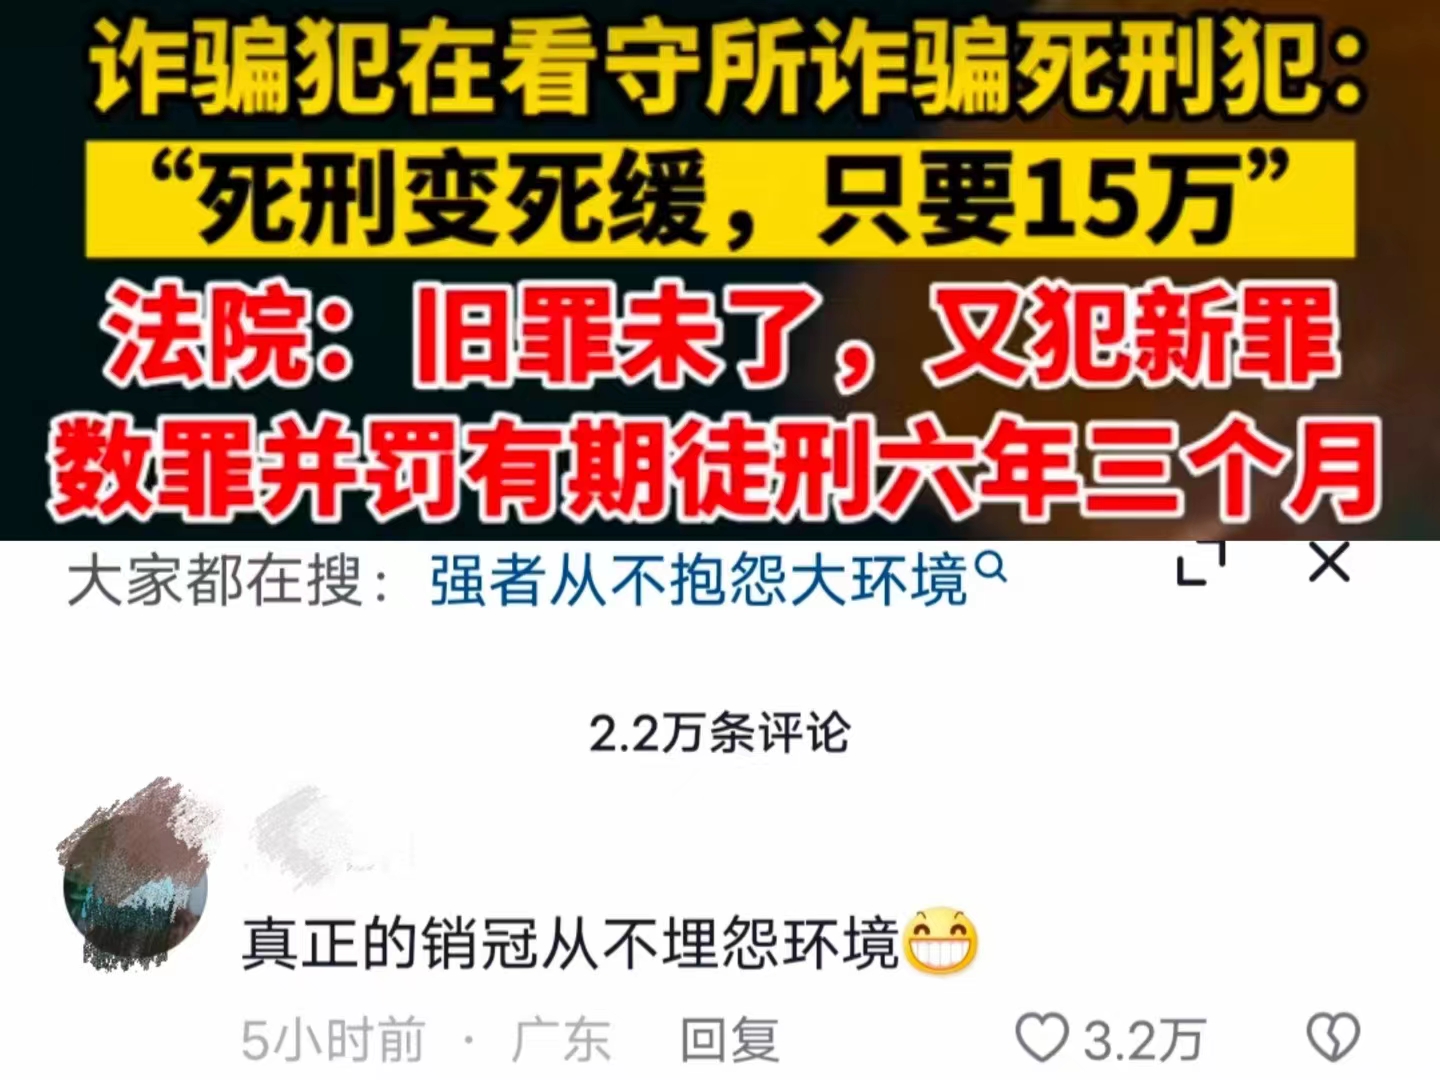 诈骗犯在看守所诈骗死刑犯：
“死刑变死缓，只要15万”
法院：旧罪未了，又犯新罪
数罪并罚有期徒刑六年三个月
大家都在搜：强者从不抱怨大环境
2.2万条评论
真正的销冠从不埋怨环境😁
5小时前 · 广东 回复 3.2万